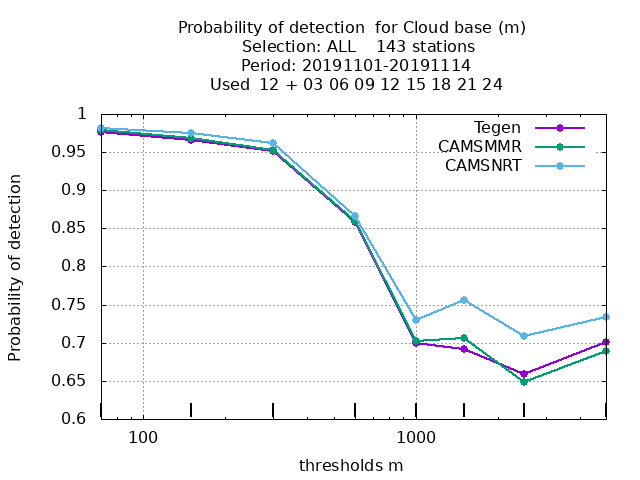 Probability of detection  for Cloud base (m)
Selection: ALL    143 stations
Period: 20191101-20191114
Used  12 + 03 06 09 12 15 18 21 24
Tegen
CAMSMMR
CAMSNRT
1
0.95
0.9
0.85
0.8
0.75
0.7
0.65
0.6
Probability of detection
100
1000
thresholds m